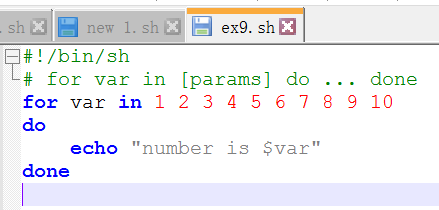 .sh new 1.sh ex9.sh
#!/bin/sh
# for var in [params] do ... done
for var in 1 2 3 4 5 6 7 8 9 10
do
    echo "number is $var"
done